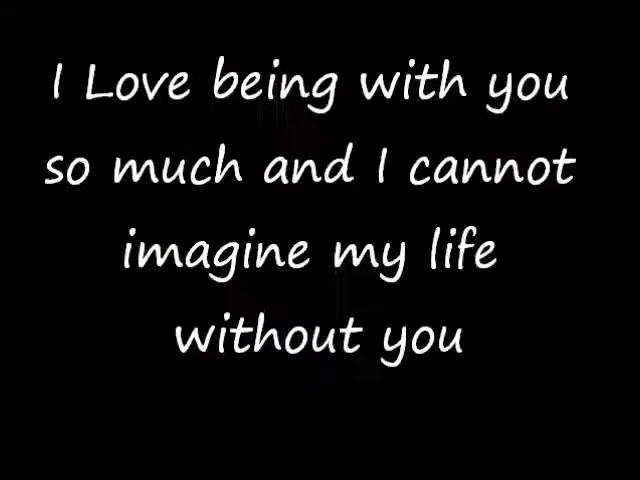 I Love being with you
so much and I cannot
imagine my life
without you